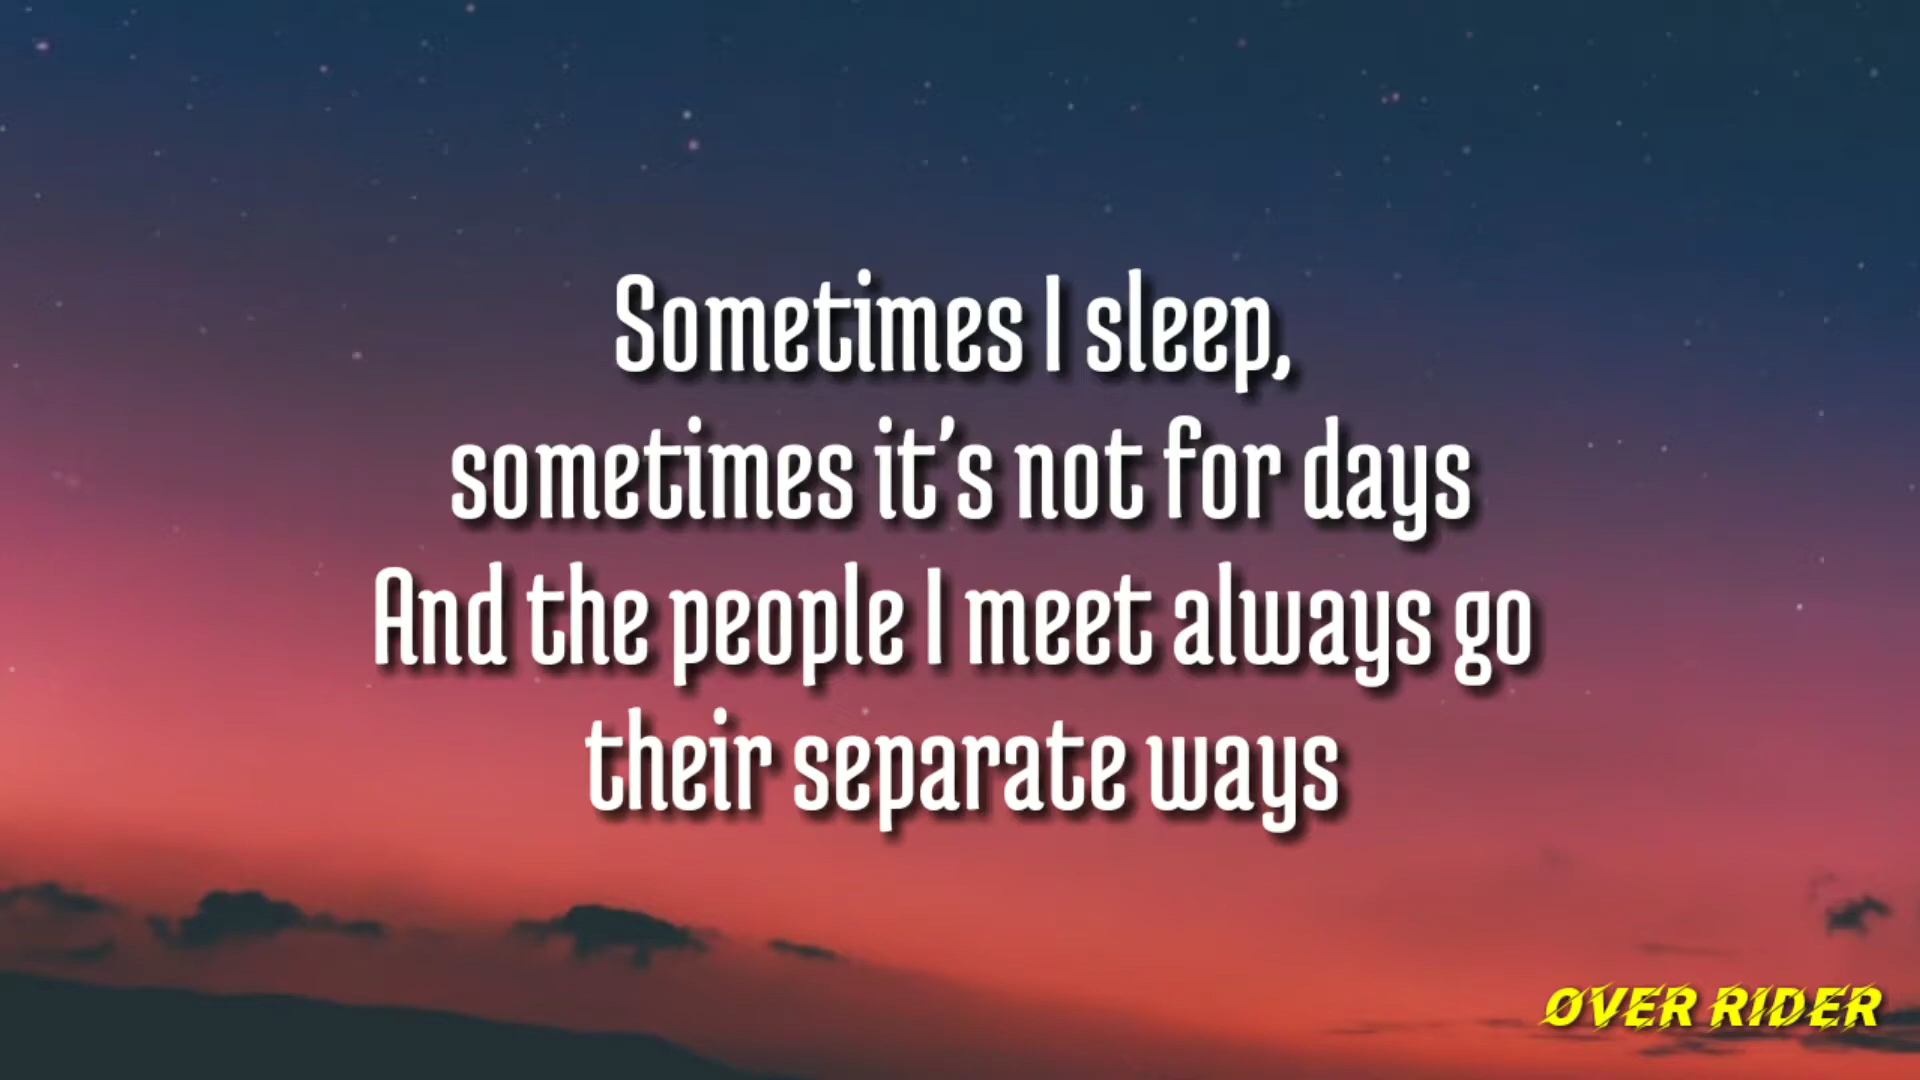 Sometimes I sleep,
sometimes it's not for days
And the people I meet always go
their separate ways
OVER RIDER